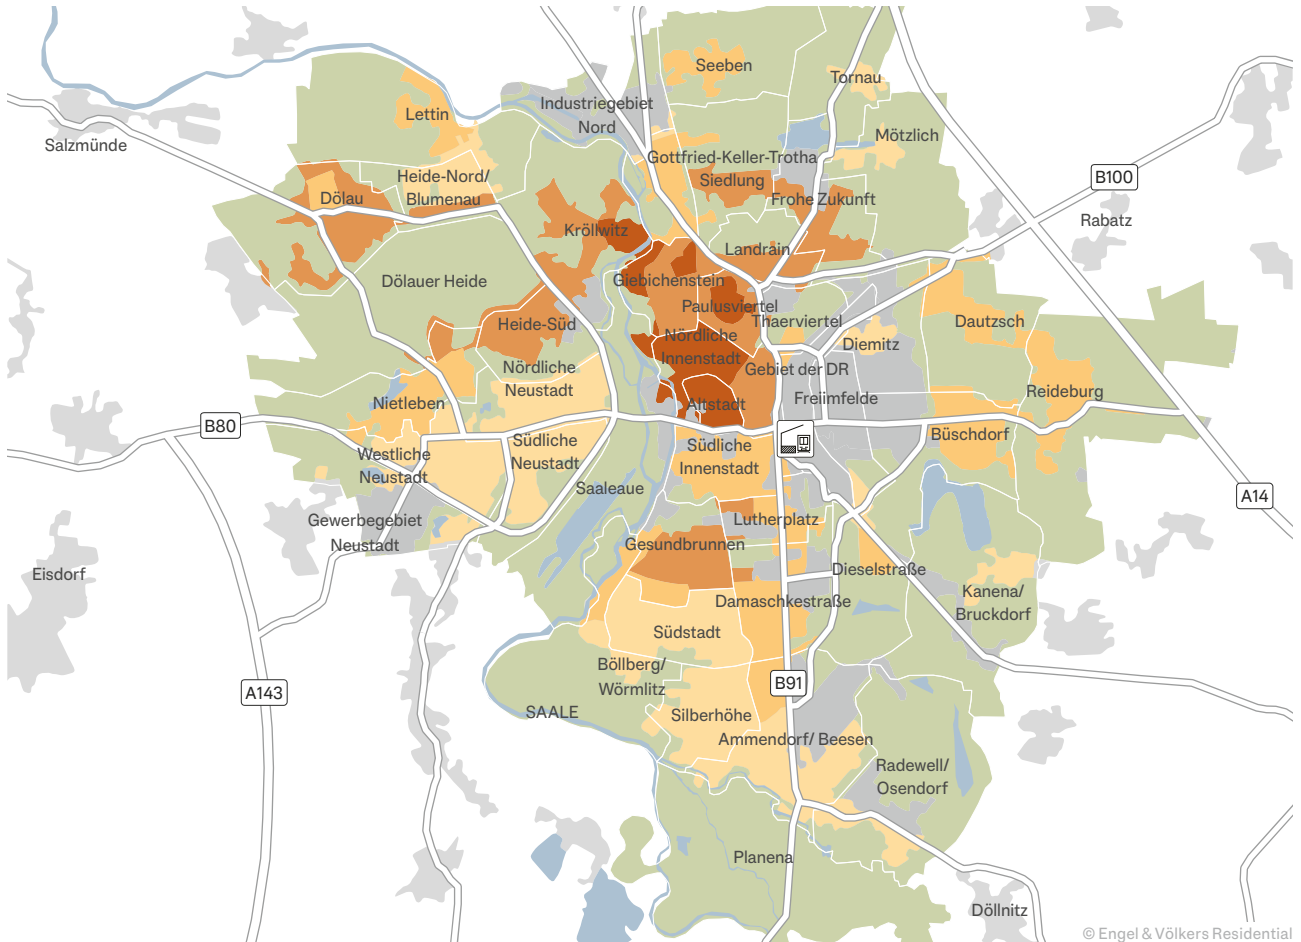 Seeben
Tornau
Industriegebiet
Nord
Lettin
Mötzlich
Salzmünde
Gottfried-Keller-Trotha
Siedlung
B100
Heide-Nord/
Blumenau
Dölau
Frohe Zukunft
Rabatz
Kröllwitz
Landrain
Dölauer Heide
Giebichenstein
Paulusviertel
Thaerviertel
Dautzsch
Heide-Süd
Nördliche
Innenstadt
Diemitz
Nördliche
Neustadt
Gebiet der DR
Reideburg
Nietleben
Altstadt
Freiimfelde
B80
Büschdorf
Südliche
Neustadt
Südliche
Innenstadt
Westliche
Neustadt
Saaleaue
A14
Gewerbegebiet
Neustadt
Lutherplatz
Gesundbrunnen
Eisdorf
Dieselstraße
Kanena/
Bruckdorf
Damaschkestraße
Südstadt
Böllberg/
Wörmlitz
A143
B91
SAALE
Silberhöhe
Ammendorf/ Beesen
Radewell/
Osendorf
Planena
Döllnitz
© Engel & Völkers Residential